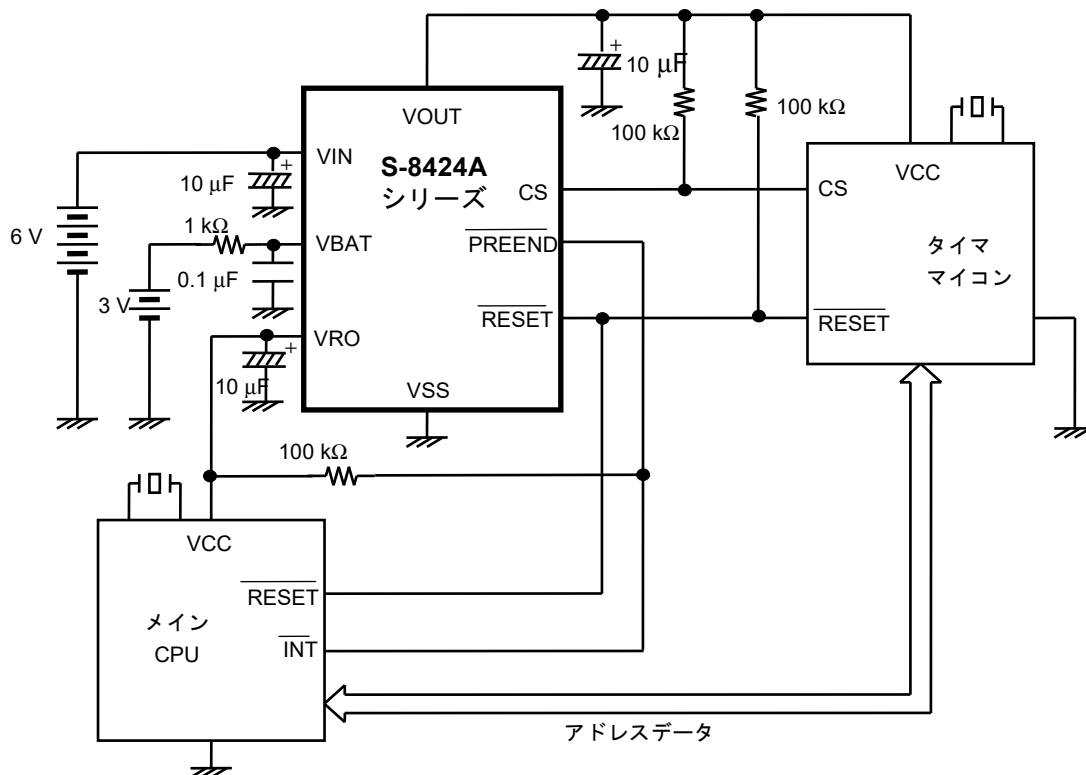 VOUT
10 μF
100 kΩ
100 kΩ
VIN
S-8424A
シリーズ
10 μF
CS
CS
VCC
6 V
1 kΩ
VBAT
PREEND
タイマ
マイコン
0.1 μF
3 V
VRO
RESET
RESET
10 μF
VSS
100 kΩ
VCC
RESET
メイン
CPU
INT
アドレスデータ